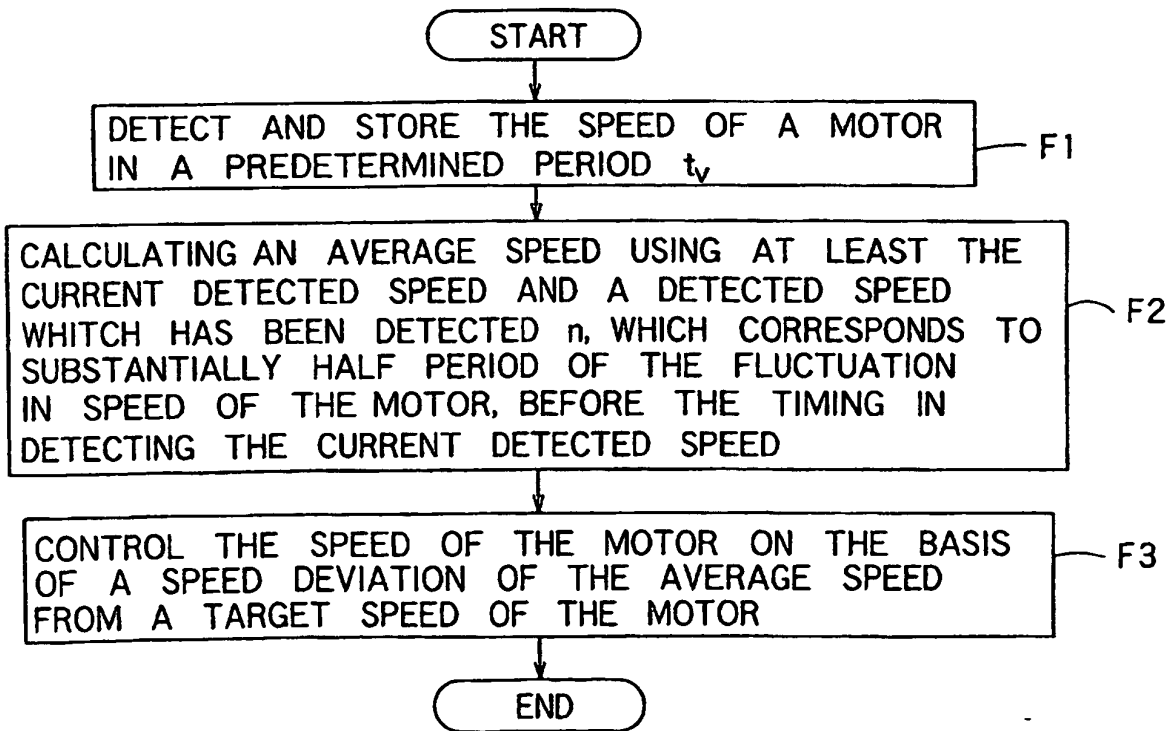 START
DETECT AND STORE THE SPEED OF A MOTOR
IN A PREDETERMINED PERIOD tv
F1
CALCULATING AN AVERAGE SPEED USING AT LEAST THE
CURRENT DETECTED SPEED AND A DETECTED SPEED
WHITCH HAS BEEN DETECTED n, WHICH CORRESPONDS TO
SUBSTANTIALLY HALF PERIOD OF THE FLUCTUATION
IN SPEED OF THE MOTOR, BEFORE THE TIMING IN
DETECTING THE CURRENT DETECTED SPEED
F2
CONTROL THE SPEED OF THE MOTOR ON THE BASIS
OF A SPEED DEVIATION OF THE AVERAGE SPEED
FROM A TARGET SPEED OF THE MOTOR
F3
END